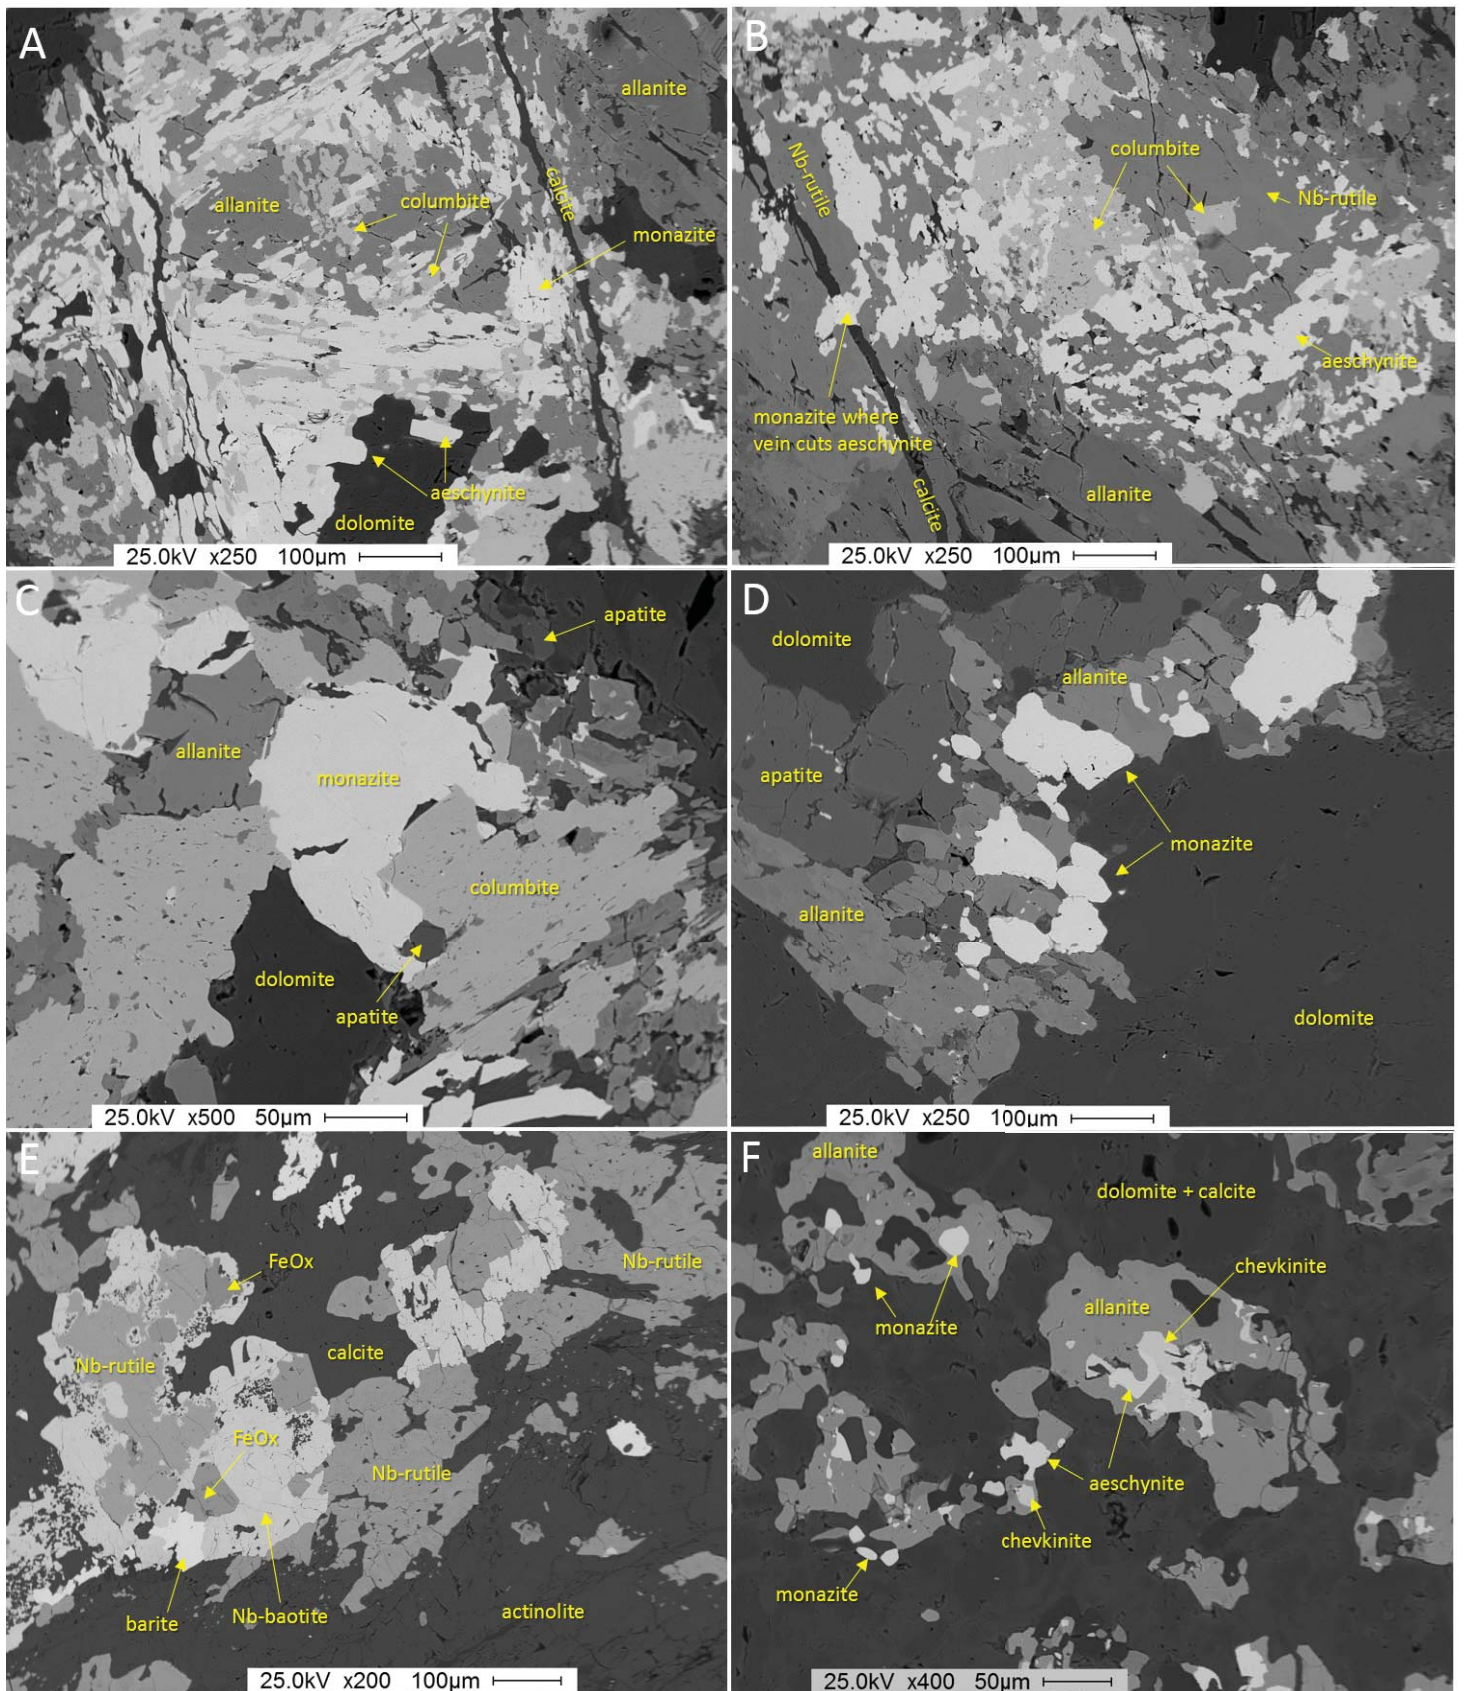 A
allanite
allanite
columbite
calcite
monazite
aeschynite
dolomite
25.0kV x250 100µm
B
Nb-rutile
columbite
Nb-rutile
aeschynite
monazite where
vein cuts aeschynite
allanite
calcite
25.0kV x250 100µm
C
apatite
allanite
monazite
columbite
dolomite
apatite
25.0kV x500 50µm
D
dolomite
allanite
apatite
monazite
allanite
dolomite
25.0kV x250 100µm
E
FeOx
Nb-rutile
calcite
Nb-rutile
FeOx
Nb-rutile
barite
Nb-baotite
actinolite
25.0kV x200 100µm
F
allanite
dolomite + calcite
chevkinite
allanite
monazite
aeschynite
chevkinite
monazite
25.0kV x400 50µm